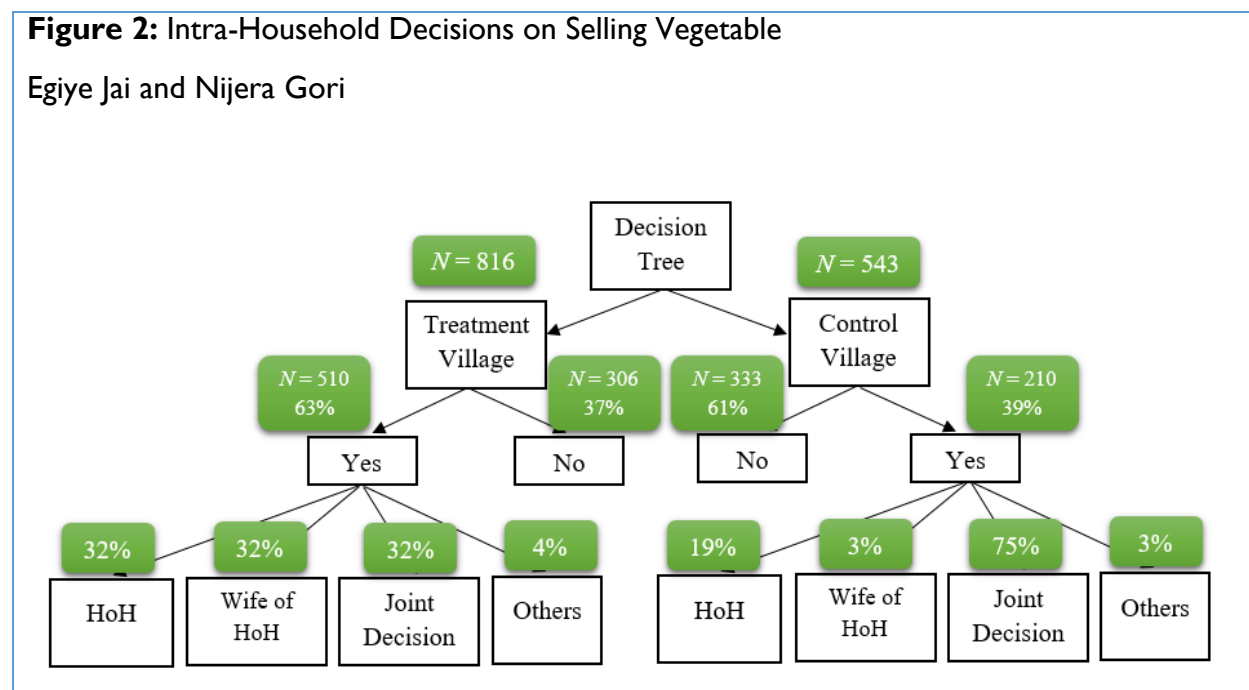 Figure 2: Intra-Household Decisions on Selling Vegetable
Egiye Jai and Nijera Gori
Decision
Tree
N = 816
N = 543
Treatment
Village
Control
Village
N = 510
63%
N = 306
37%
N = 333
61%
N = 210
39%
Yes
No
No
Yes
32%
32%
32%
4%
19%
3%
75%
3%
HoH
Wife of
HoH
Joint
Decision
Others
HoH
Wife of
HoH
Joint
Decision
Others